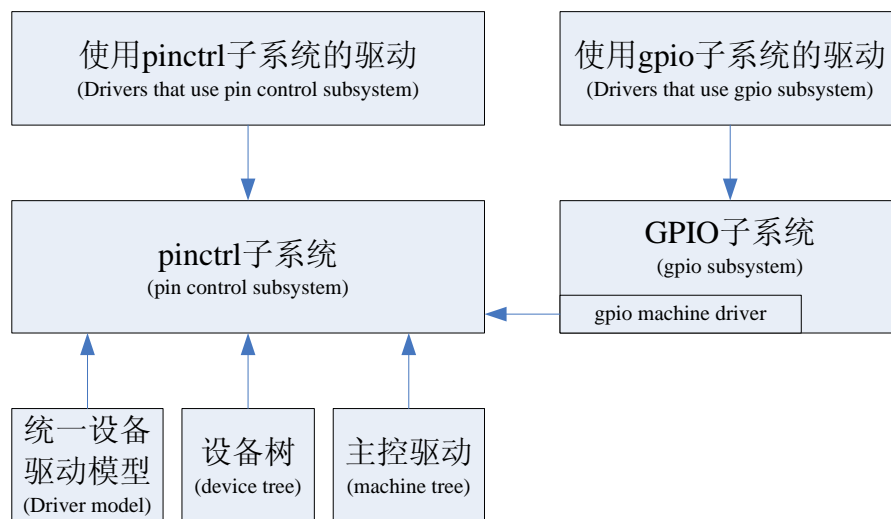 使用pinctrl子系统的驱动
(Drivers that use pin control subsystem)
使用gpio子系统的驱动
(Drivers that use gpio subsystem)
pinctrl子系统
(pin control subsystem)
GPIO子系统
(gpio subsystem)
gpio machine driver
统一设备
驱动模型
(Driver model)
设备树
(device tree)
主控驱动
(machine tree)